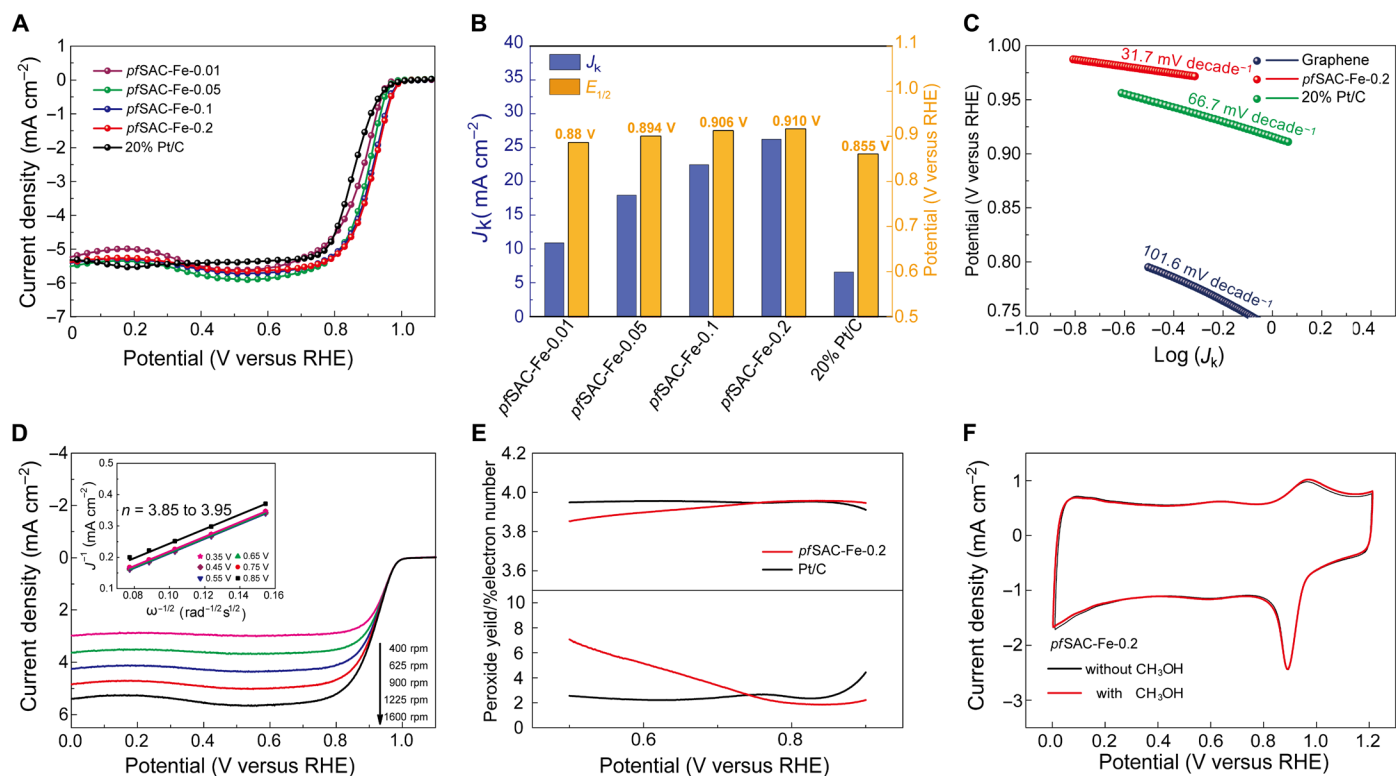 A
Current density (mA cm⁻²)
1
0
−1
−2
−3
−4
−5
−6
−7
pfSAC-Fe-0.01
pfSAC-Fe-0.05
pfSAC-Fe-0.1
pfSAC-Fe-0.2
20% Pt/C
0.0 0.2 0.4 0.6 0.8 1.0
Potential (V versus RHE)
B
Jk( mA cm⁻²)
40
35
30
25
20
15
10
5
0
Jk
E1/2
0.88 V
0.894 V
0.906 V
0.910 V
0.855 V
1.1
1.0
0.9
0.8
0.7
0.6
0.5
Potential (V versus RHE)
pfSAC-Fe-0.01
pfSAC-Fe-0.05
pfSAC-Fe-0.1
pfSAC-Fe-0.2
20% Pt/C
C
Potential (V versus RHE)
1.00
0.95
0.90
0.85
0.80
0.75
31.7 mV decade⁻¹
66.7 mV decade⁻¹
101.6 mV decade⁻¹
Graphene
pfSAC-Fe-0.2
20% Pt/C
−1.0 −0.8 −0.6 −0.4 −0.2 0 0.2 0.4
Log (Jk)
D
Current density (mA cm⁻²)
−4
−2
0
2
4
6
J⁻¹ (mA cm⁻²)
0.5
0.4
0.3
0.2
0.1
n = 3.85 to 3.95
0.35 V 0.65 V
0.45 V 0.75 V
0.55 V 0.85 V
0.08 0.10 0.12 0.14 0.16
ω⁻¹/² (rad⁻¹/²s¹/²)
400 rpm
625 rpm
900 rpm
1225 rpm
1600 rpm
0.0 0.2 0.4 0.6 0.8 1.0
Potential (V versus RHE)
E
Peroxide yeild/%electron number
4.2
4.0
3.8
3.6
10
8
6
4
2
0
pfSAC-Fe-0.2
Pt/C
0.6 0.8
Potential (V versus RHE)
F
Current density (mA cm⁻²)
1
0
−1
−2
−3
pfSAC-Fe-0.2
without CH₃OH
with CH₃OH
0.0 0.2 0.4 0.6 0.8 1.0 1.2
Potential (V versus RHE)